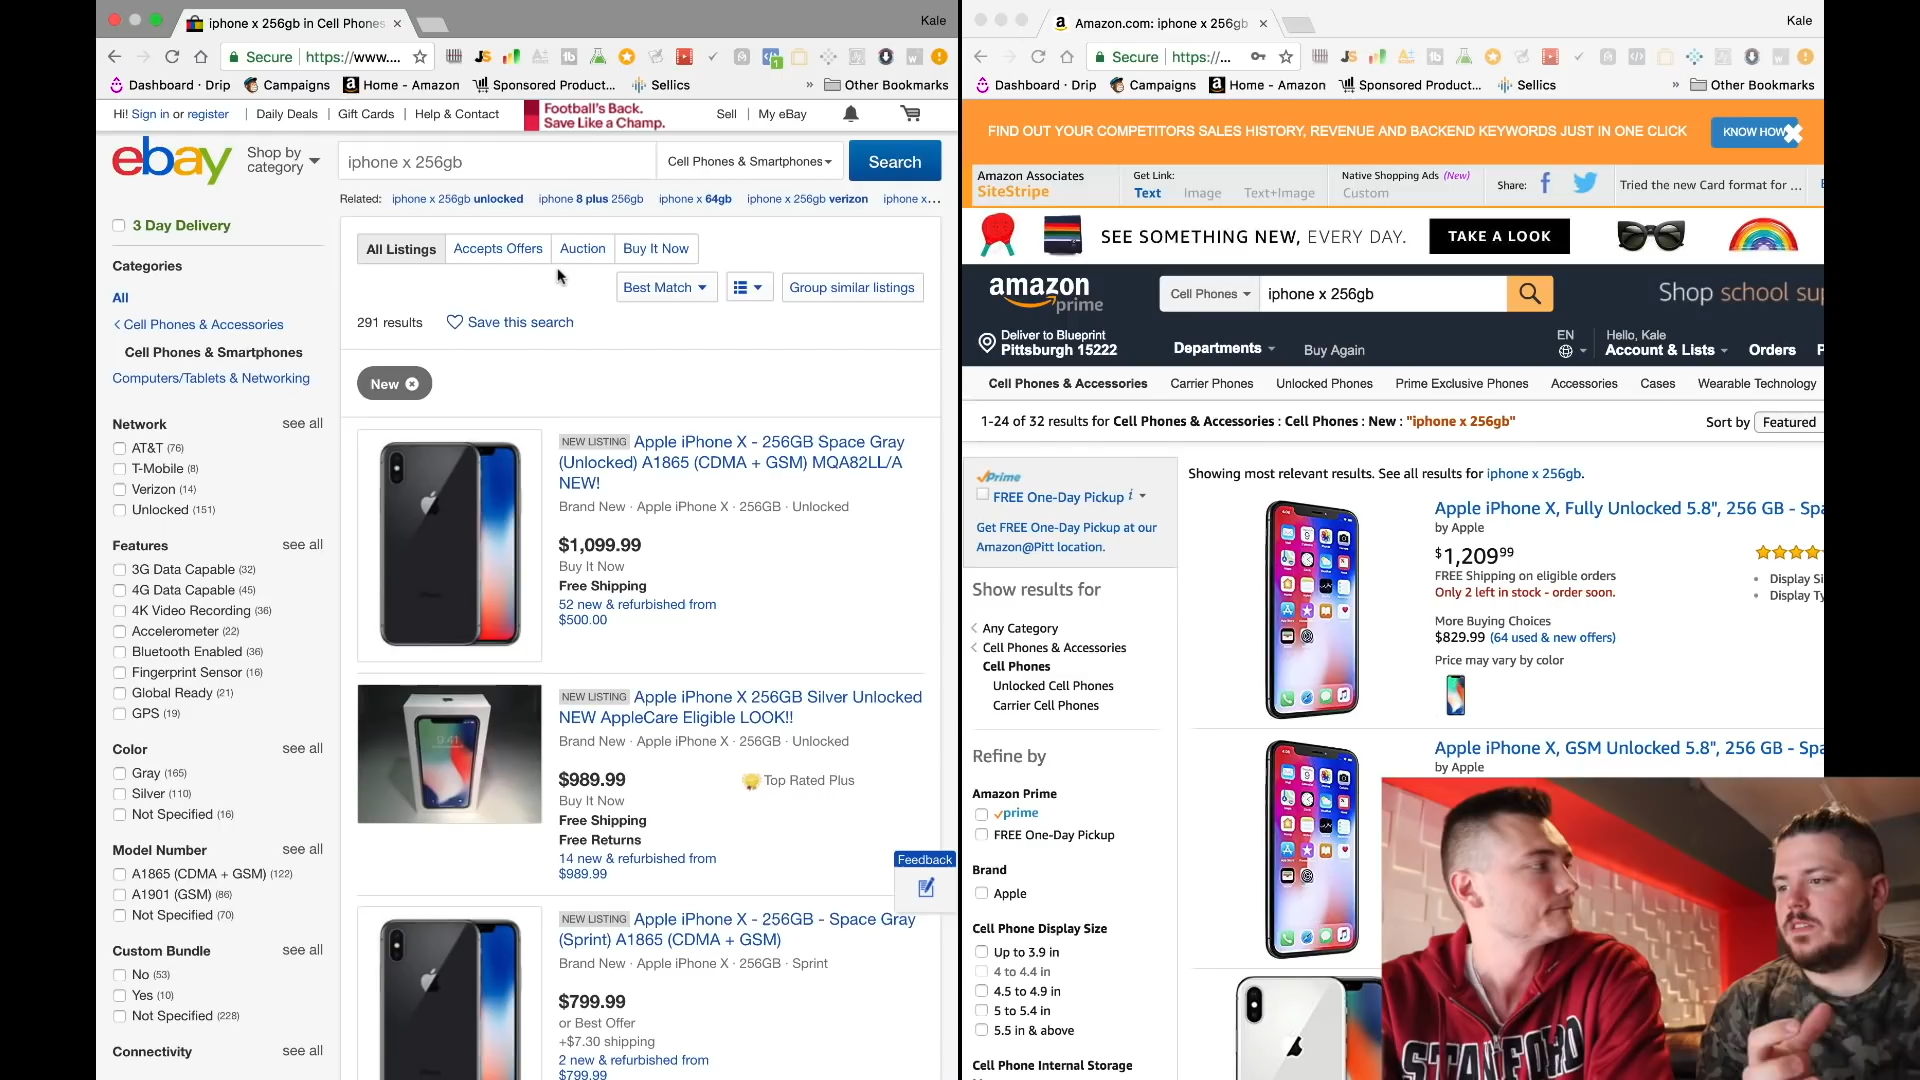 iphone x 256gb in Cell Phones
Kale
Secure
https://www....
Dashboard · Drip
Campaigns
Home - Amazon
Sponsored Product...
Sellics
»
Other Bookmarks
Hi! Sign in or register
Daily Deals
Gift Cards
Help & Contact
Football's Back.
Save Like a Champ.
Sell
My eBay
ebay
Shop by
category
iphone x 256gb
Cell Phones & Smartphones
Search
Related:
iphone x 256gb unlocked
iphone 8 plus 256gb
iphone x 64gb
iphone x 256gb verizon
iphone x...
3 Day Delivery
Categories
All
Cell Phones & Accessories
Cell Phones & Smartphones
Computers/Tablets & Networking
Network
see all
AT&T (76)
T-Mobile (8)
Verizon (14)
Unlocked (151)
Features
see all
3G Data Capable (32)
4G Data Capable (45)
4K Video Recording (36)
Accelerometer (22)
Bluetooth Enabled (36)
Fingerprint Sensor (16)
Global Ready (21)
GPS (19)
Color
see all
Gray (165)
Silver (110)
Not Specified (16)
Model Number
see all
A1865 (CDMA + GSM) (122)
A1901 (GSM) (86)
Not Specified (70)
Custom Bundle
see all
No (53)
Yes (10)
Not Specified (228)
Connectivity
see all
All Listings
Accepts Offers
Auction
Buy It Now
Best Match
Group similar listings
291 results
Save this search
New
NEW LISTING Apple iPhone X - 256GB Space Gray
(Unlocked) A1865 (CDMA + GSM) MQA82LL/A
NEW!
Brand New · Apple iPhone X · 256GB · Unlocked
$1,099.99
Buy It Now
Free Shipping
52 new & refurbished from
$500.00
NEW LISTING Apple iPhone X 256GB Silver Unlocked
NEW AppleCare Eligible LOOK!!
Brand New · Apple iPhone X · 256GB · Unlocked
$989.99
Top Rated Plus
Buy It Now
Free Shipping
Free Returns
14 new & refurbished from
$989.99
Feedback
NEW LISTING Apple iPhone X - 256GB - Space Gray
(Sprint) A1865 (CDMA + GSM)
Brand New · Apple iPhone X · 256GB · Sprint
$799.99
or Best Offer
+$7.30 shipping
2 new & refurbished from
$799.99
Amazon.com: iphone x 256gb
Kale
Secure
https://...
Dashboard · Drip
Campaigns
Home - Amazon
Sponsored Product...
Sellics
»
Other Bookmarks
FIND OUT YOUR COMPETITORS SALES HISTORY, REVENUE AND BACKEND KEYWORDS JUST IN ONE CLICK
KNOW HOW
Amazon Associates
SiteStripe
Get Link:
Text
Image
Text+Image
Native Shopping Ads (New)
Custom
Share:
Tried the new Card format for ...
SEE SOMETHING NEW, EVERY DAY.
TAKE A LOOK
amazon
prime
Cell Phones
iphone x 256gb
Shop school su
Deliver to Blueprint
Pittsburgh 15222
Departments
Buy Again
EN
Hello, Kale
Account & Lists
Orders
P
Cell Phones & Accessories
Carrier Phones
Unlocked Phones
Prime Exclusive Phones
Accessories
Cases
Wearable Technology
1-24 of 32 results for Cell Phones & Accessories : Cell Phones : New : "iphone x 256gb"
Sort by
Featured
Prime
FREE One-Day Pickup i
Get FREE One-Day Pickup at our
Amazon@Pitt location.
Show results for
Any Category
Cell Phones & Accessories
Cell Phones
Unlocked Cell Phones
Carrier Cell Phones
Refine by
Amazon Prime
prime
FREE One-Day Pickup
Brand
Apple
Cell Phone Display Size
Up to 3.9 in
4 to 4.4 in
4.5 to 4.9 in
5 to 5.4 in
5.5 in & above
Cell Phone Internal Storage
Showing most relevant results. See all results for iphone x 256gb.
Apple iPhone X, Fully Unlocked 5.8", 256 GB - Spa
by Apple
$1,209.99
FREE Shipping on eligible orders
Only 2 left in stock - order soon.
More Buying Choices
$829.99 (64 used & new offers)
Price may vary by color
Display Si
Display Ty
Apple iPhone X, GSM Unlocked 5.8", 256 GB - Spa
by Apple
STANFORD